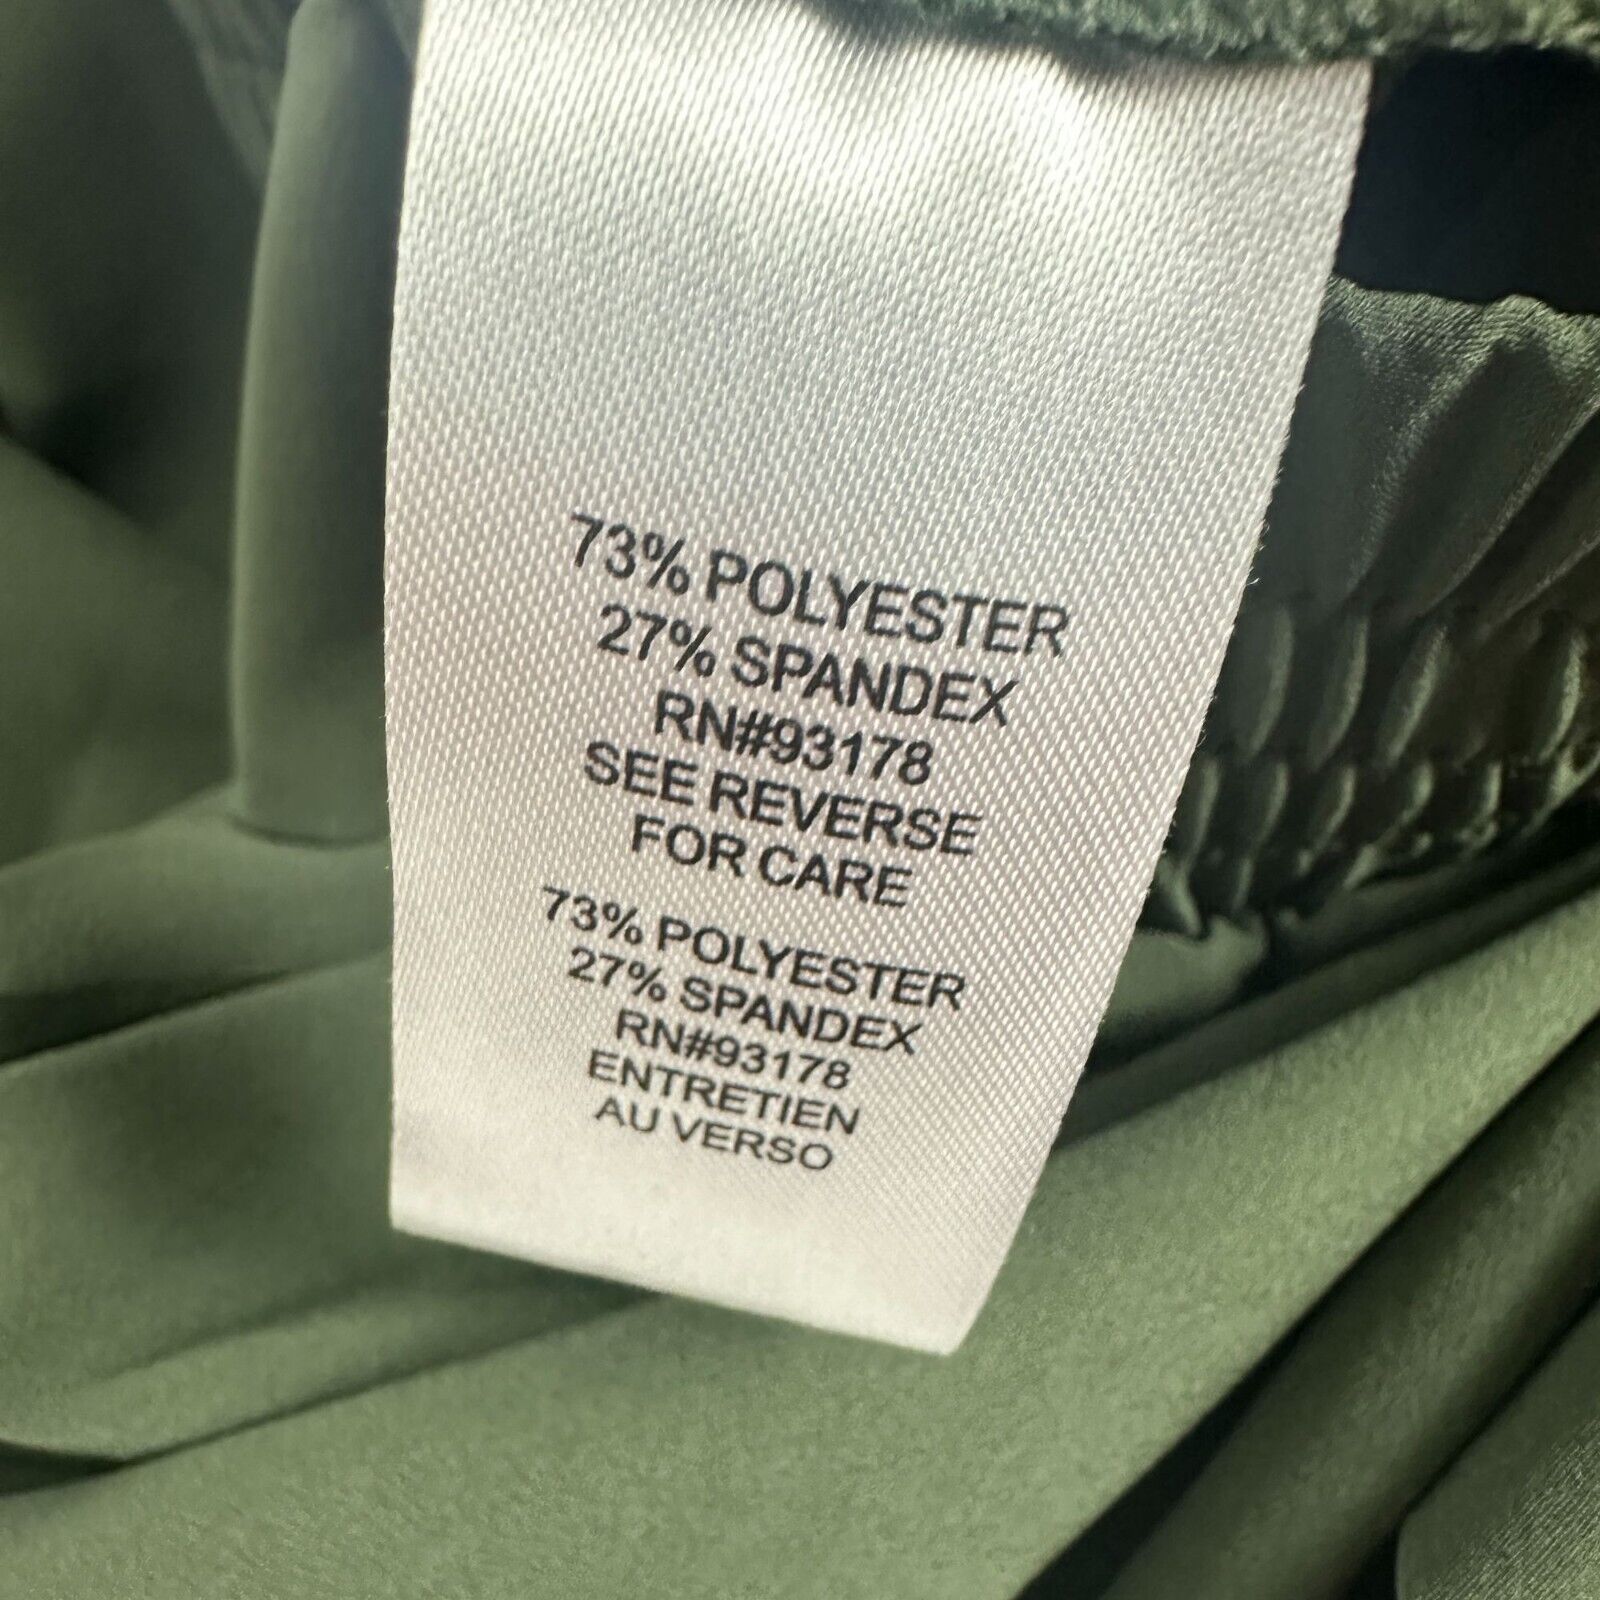 73% POLYESTER
27% SPANDEX
RN#93178
SEE REVERSE
FOR CARE
73% POLYESTER
27% SPANDEX
RN#93178
ENTRETIEN
AU VERSO